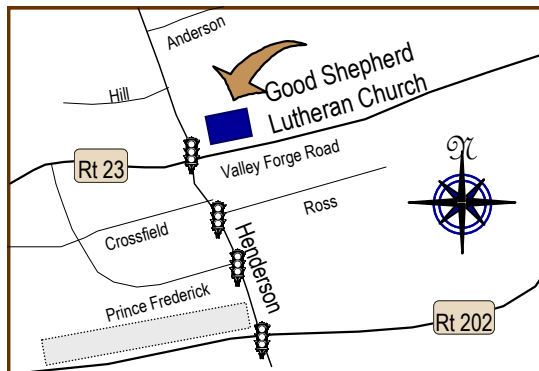 Anderson
Good Shepherd
Lutheran Church
Hill
N
Rt 23
Valley Forge Road
Ross
Crossfield
Henderson
Prince Frederick
Rt 202